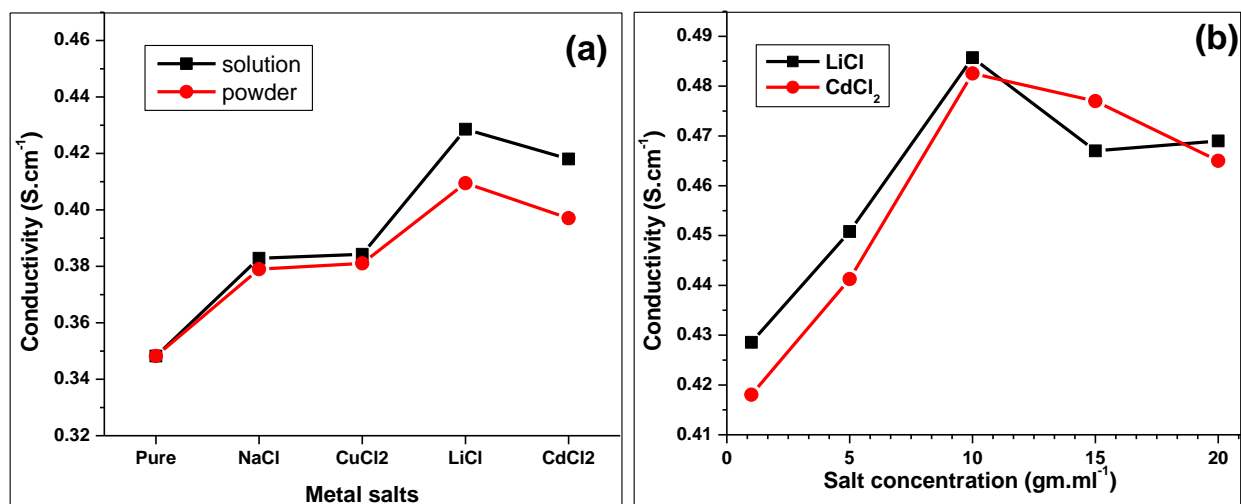 (a)
solution
powder
Conductivity (S.cm⁻¹)
0.46
0.44
0.42
0.40
0.38
0.36
0.34
0.32
Pure NaCl CuCl2 LiCl CdCl2
Metal salts
(b)
LiCl
CdCl₂
Conductivity (S.cm⁻¹)
0.49
0.48
0.47
0.46
0.45
0.44
0.43
0.42
0.41
0 5 10 15 20
Salt concentration (gm.ml⁻¹)